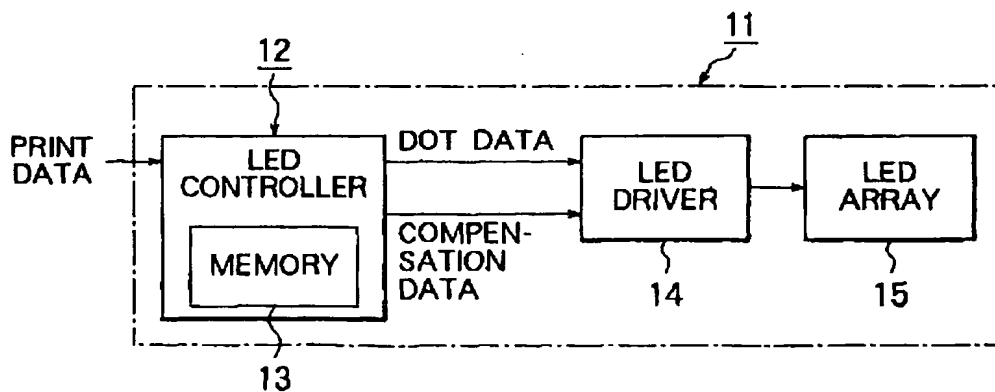 11
12
PRINT
DATA
LED
CONTROLLER
MEMORY
13
DOT DATA
COMPEN-
SATION
DATA
LED
DRIVER
14
LED
ARRAY
15